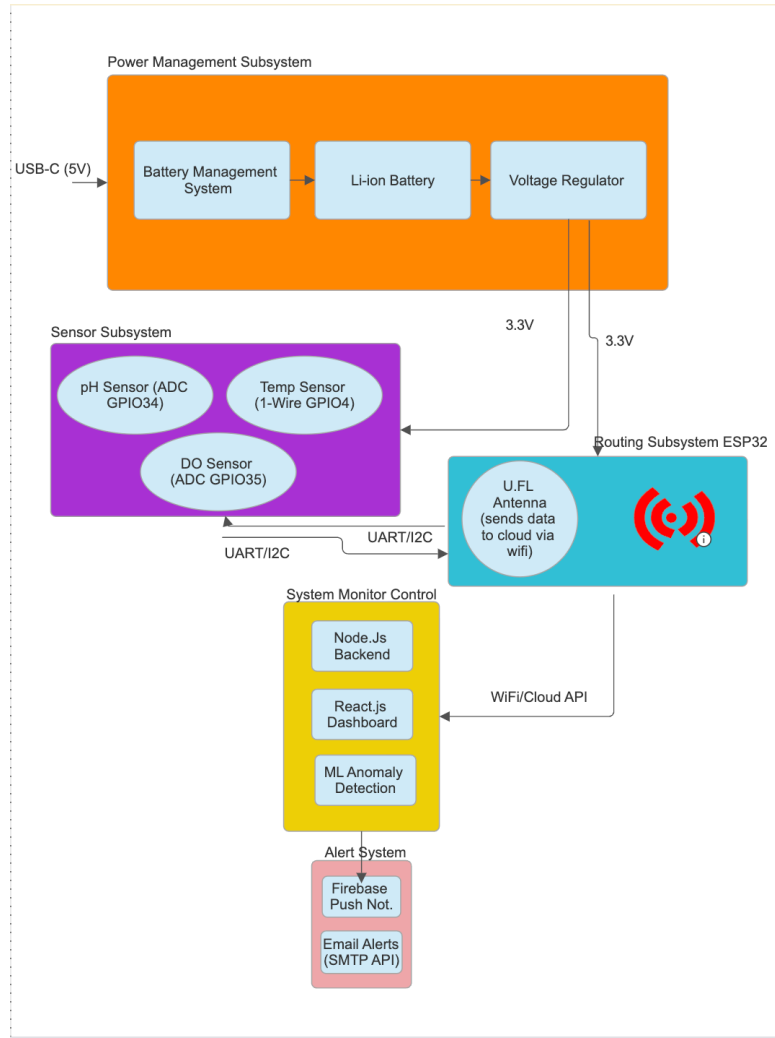 Power Management Subsystem
USB-C (5V)
Battery Management
System
Li-ion Battery
Voltage Regulator
3.3V
3.3V
Sensor Subsystem
pH Sensor (ADC
GPIO34)
Temp Sensor
(1-Wire GPIO4)
DO Sensor
(ADC GPIO35)
Routing Subsystem ESP32
U.FL
Antenna
(sends data
to cloud via
wifi)
i
UART/I2C
UART/I2C
System Monitor Control
Node.Js
Backend
React.js
Dashboard
ML Anomaly
Detection
WiFi/Cloud API
Alert System
Firebase
Push Not.
Email Alerts
(SMTP API)